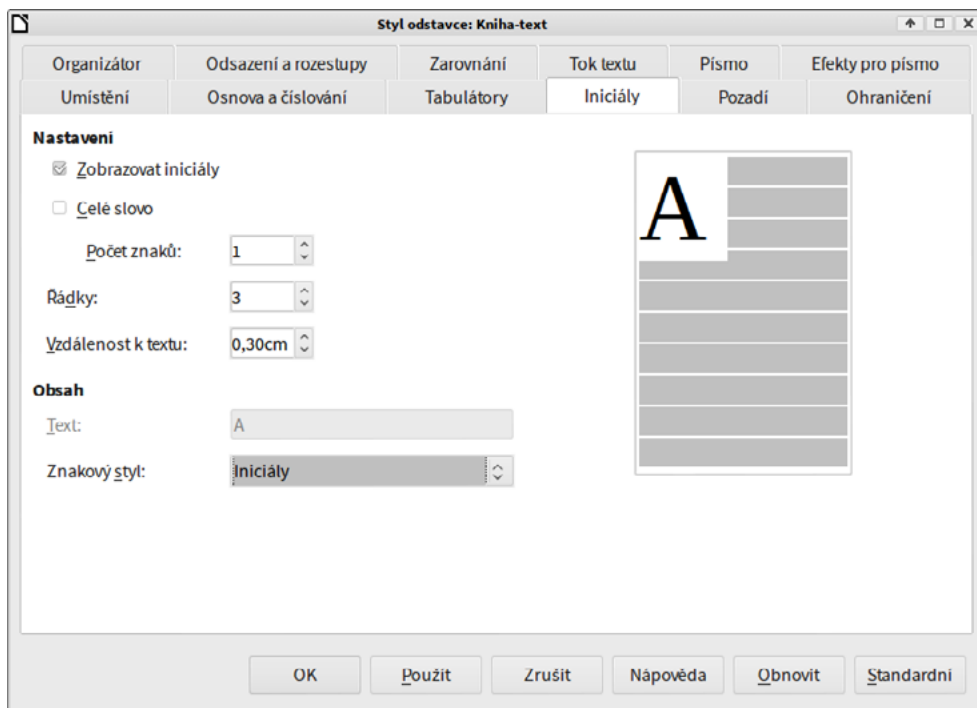 Styl odstavce: Kniha-text
Organizátor Odsazení a rozestupy Zarovnání Tok textu Písmo Efekty pro písmo
Umístění Osnova a číslování Tabulátory Iniciály Pozadí Ohraničení
Nastavení
Zobrazovat iniciály
Celé slovo
Počet znaků: 1
Řádky: 3
Vzdálenost k textu: 0,30cm
Obsah
Text: A
Znakový styl: Iniciály
A
OK Použít Zrušit Nápověda Obnovit Standardní